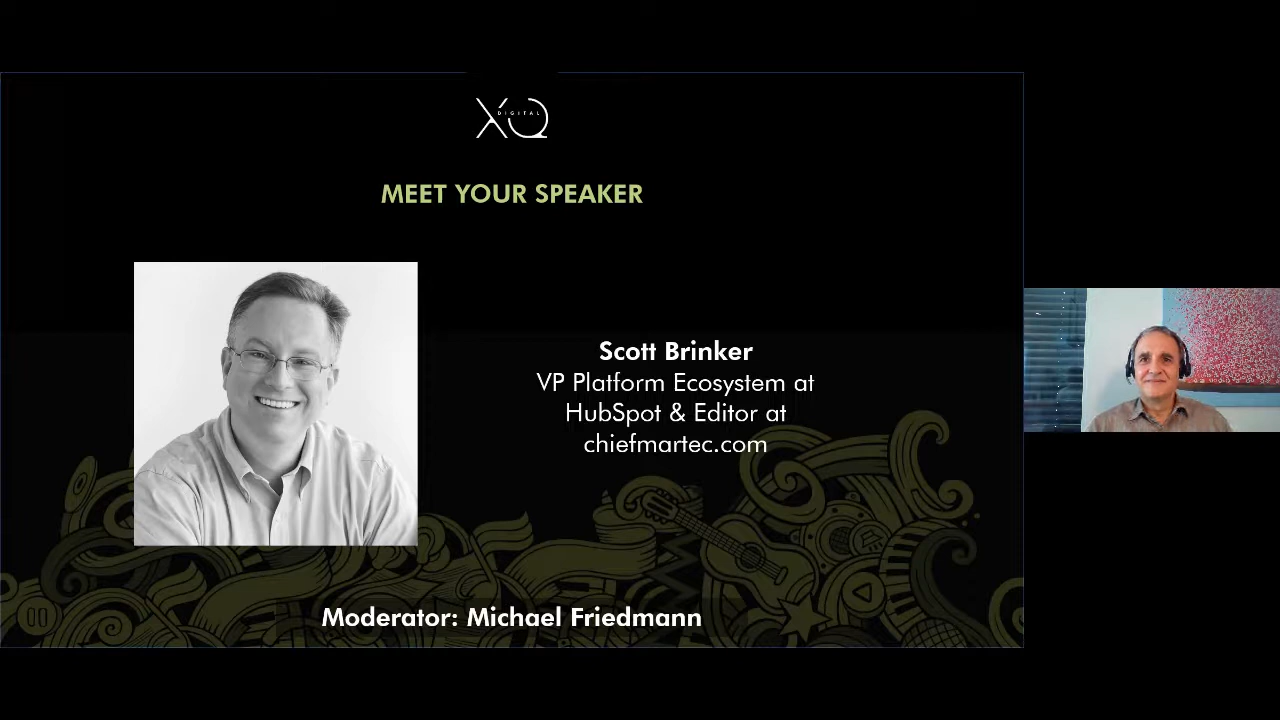 XQ
DIGITAL
MEET YOUR SPEAKER
Scott Brinker
VP Platform Ecosystem at
HubSpot & Editor at
chiefmartec.com
Moderator: Michael Friedmann